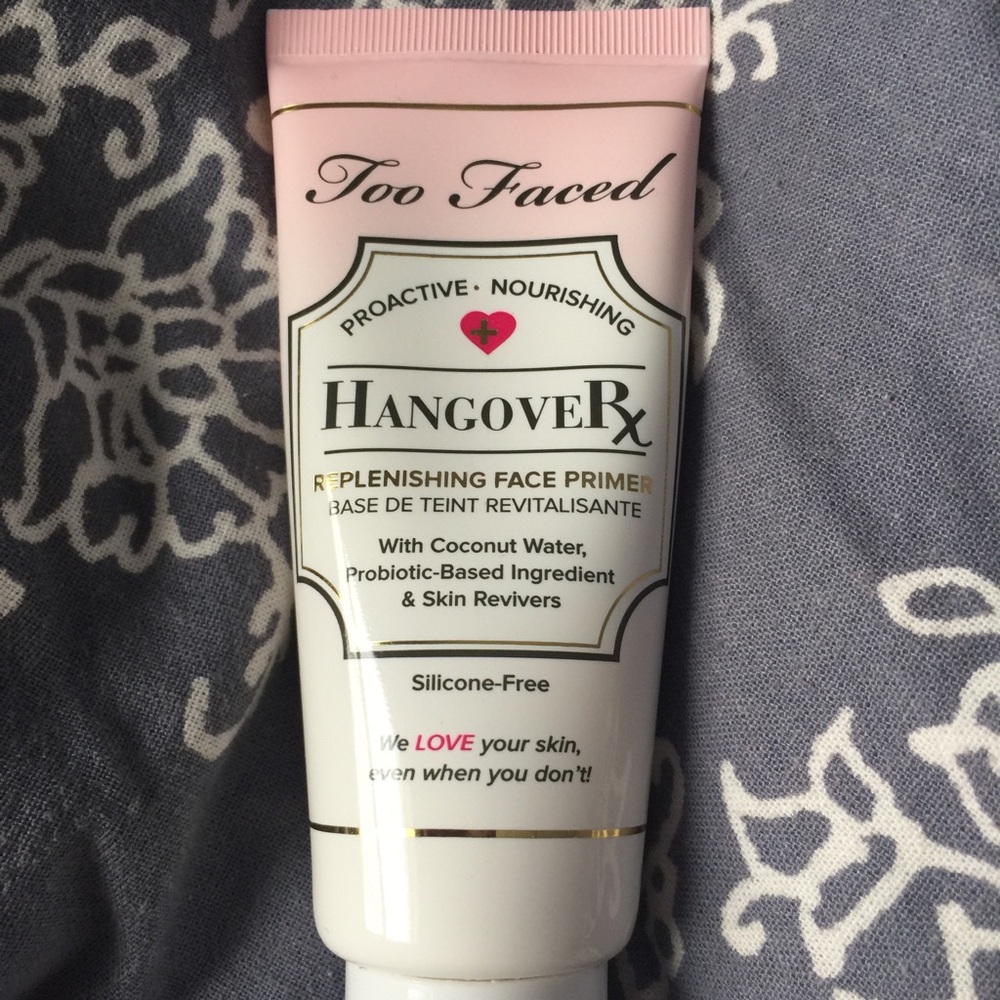 Too Faced
PROACTIVE • NOURISHING
HANGOVERx
REPLENISHING FACE PRIMER
BASE DE TEINT REVITALISANTE
With Coconut Water,
Probiotic-Based Ingredient
& Skin Revivers
Silicone-Free
We LOVE your skin,
even when you don't!